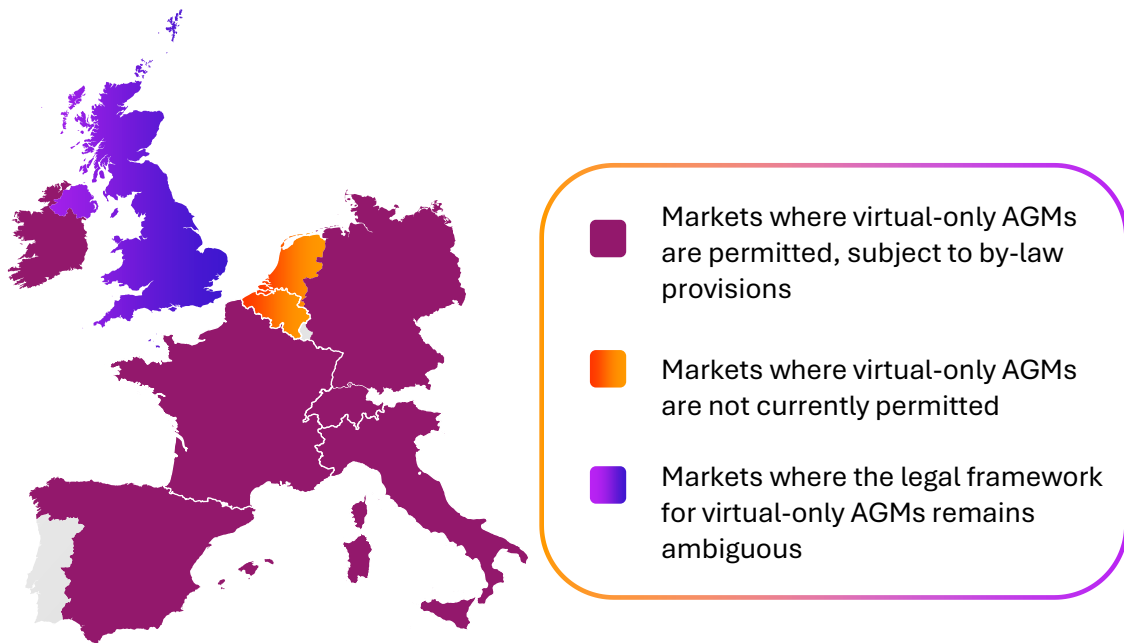 Markets where virtual-only AGMs
are permitted, subject to by-law
provisions
Markets where virtual-only AGMs
are not currently permitted
Markets where the legal framework
for virtual-only AGMs remains
ambiguous